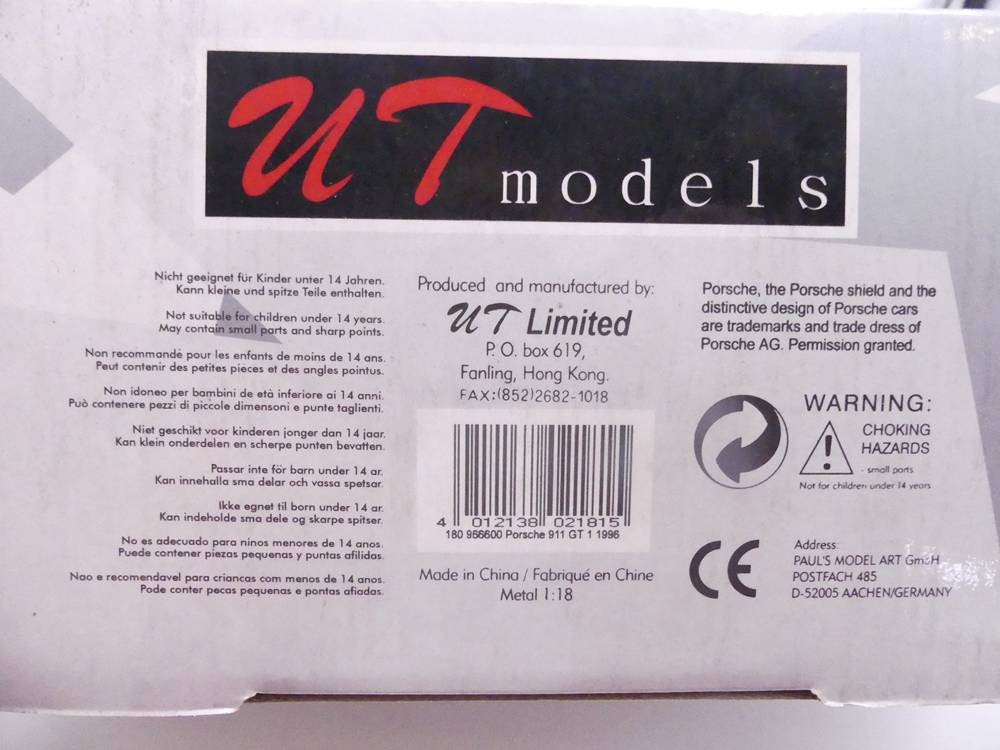 UT models
Nicht geeignet für Kinder unter 14 Jahren.
Kann kleine und spitze Teile enthalten.
Not suitable for children under 14 years.
May contain small parts and sharp points.
Non recommandé pour les enfants de moins de 14 ans.
Peut contenir des petites pieces et des angles pointus.
Non idoneo per bambini de età inferiore ai 14 anni.
Può contenere pezzi di piccole dimensoni e punte taglienti.
Niet geschikt voor kinderen jonger dan 14 jaar.
Kan klein onderdelen en scherpe punten bevatten.
Passar inte för barn under 14 ar.
Kan innehalla sma delar och vassa spetsar.
Ikke egnet til born under 14 ar.
Kan indeholde sma dele og skarpe spitser.
No es adecuado para ninos menores de 14 anos.
Puede contener piezas pequenas y puntas afilidas.
Nao e recomendavel para criancas com menos de 14 anos.
Pode conter pecas pequenas e pontas afiadas.
Produced and manufactured by:
UT Limited
P. O. box 619,
Fanling, Hong Kong.
FAX:(852)2682-1018
4 012138 021815
180 966600 Porsche 911 GT 1 1996
Made in China / Fabriqué en Chine
Metal 1:18
Porsche, the Porsche shield and the
distinctive design of Porsche cars
are trademarks and trade dress of
Porsche AG. Permission granted.
WARNING:
CHOKING
HAZARDS
- small parts
Not for children under 14 years
CE
Address:
PAUL'S MODEL ART GmbH
POSTFACH 485
D-52005 AACHEN/GERMANY